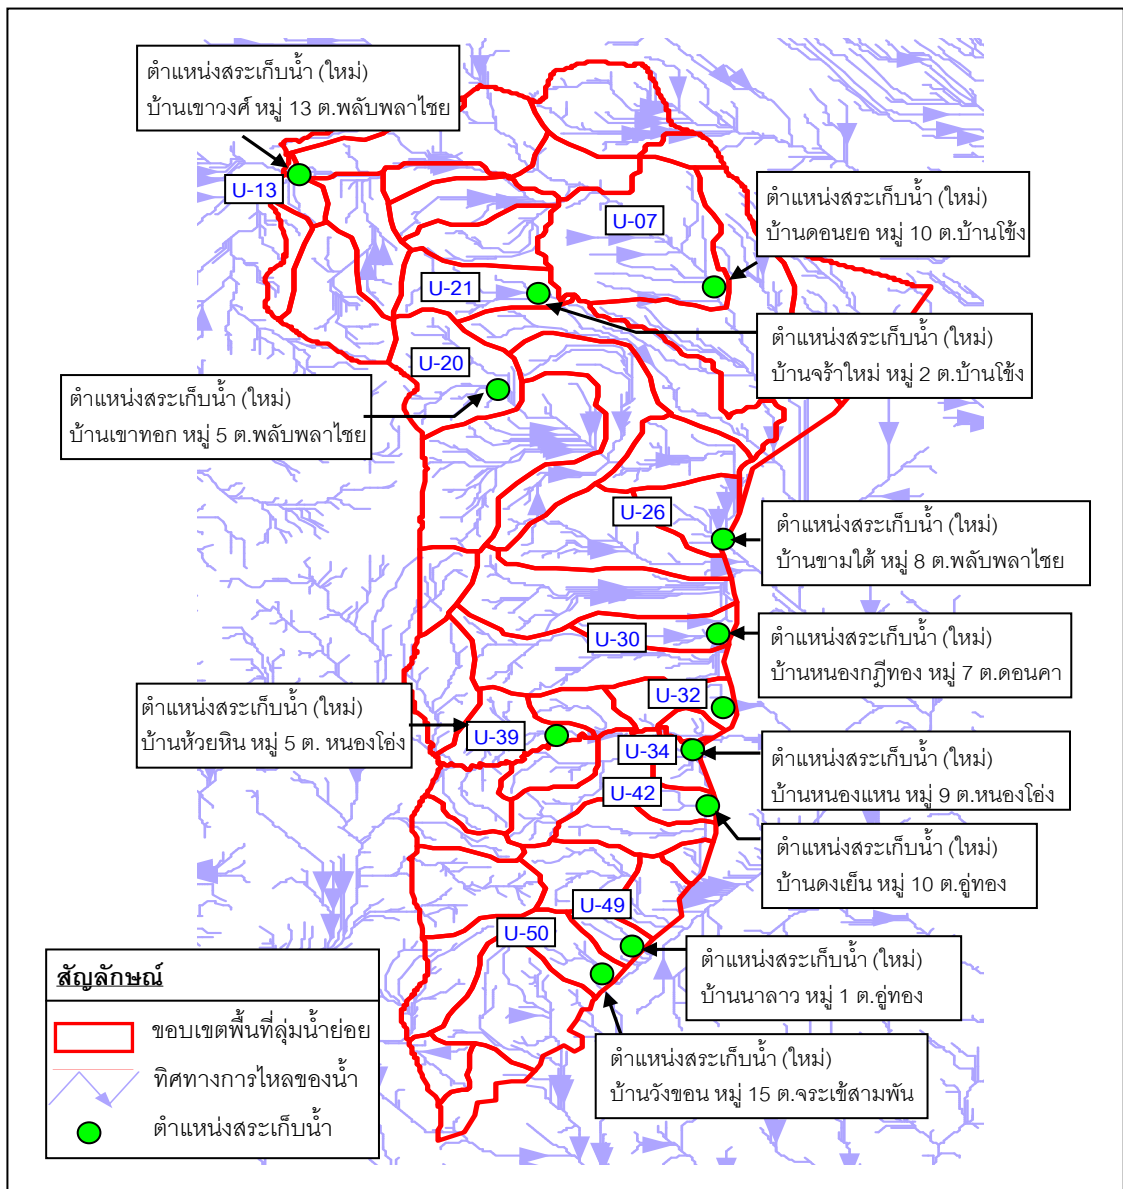 ตำแหน่งสระเก็บน้ำ (ใหม่)
บ้านเขาวงศ์ หมู่ 13 ต.พลับพลาไชย
U-13
U-07
ตำแหน่งสระเก็บน้ำ (ใหม่)
บ้านดอนยอ หมู่ 10 ต.บ้านโข้ง
U-21
ตำแหน่งสระเก็บน้ำ (ใหม่)
บ้านจร้าใหม่ หมู่ 2 ต.บ้านโข้ง
U-20
ตำแหน่งสระเก็บน้ำ (ใหม่)
บ้านเขาทอก หมู่ 5 ต.พลับพลาไชย
U-26
ตำแหน่งสระเก็บน้ำ (ใหม่)
บ้านขามใต้ หมู่ 8 ต.พลับพลาไชย
U-30
ตำแหน่งสระเก็บน้ำ (ใหม่)
บ้านหนองกฎีทอง หมู่ 7 ต.ดอนคา
U-32
ตำแหน่งสระเก็บน้ำ (ใหม่)
บ้านห้วยหิน หมู่ 5 ต. หนองโอ่ง
U-39
U-34
ตำแหน่งสระเก็บน้ำ (ใหม่)
บ้านหนองแหน หมู่ 9 ต.หนองโอ่ง
U-42
ตำแหน่งสระเก็บน้ำ (ใหม่)
บ้านดงเย็น หมู่ 10 ต.อู่ทอง
U-49
U-50
ตำแหน่งสระเก็บน้ำ (ใหม่)
บ้านนาลาว หมู่ 1 ต.อู่ทอง
ตำแหน่งสระเก็บน้ำ (ใหม่)
บ้านวังขอน หมู่ 15 ต.จระเข้สามพัน
สัญลักษณ์
ขอบเขตพื้นที่ลุ่มน้ำย่อย
ทิศทางการไหลของน้ำ
ตำแหน่งสระเก็บน้ำ